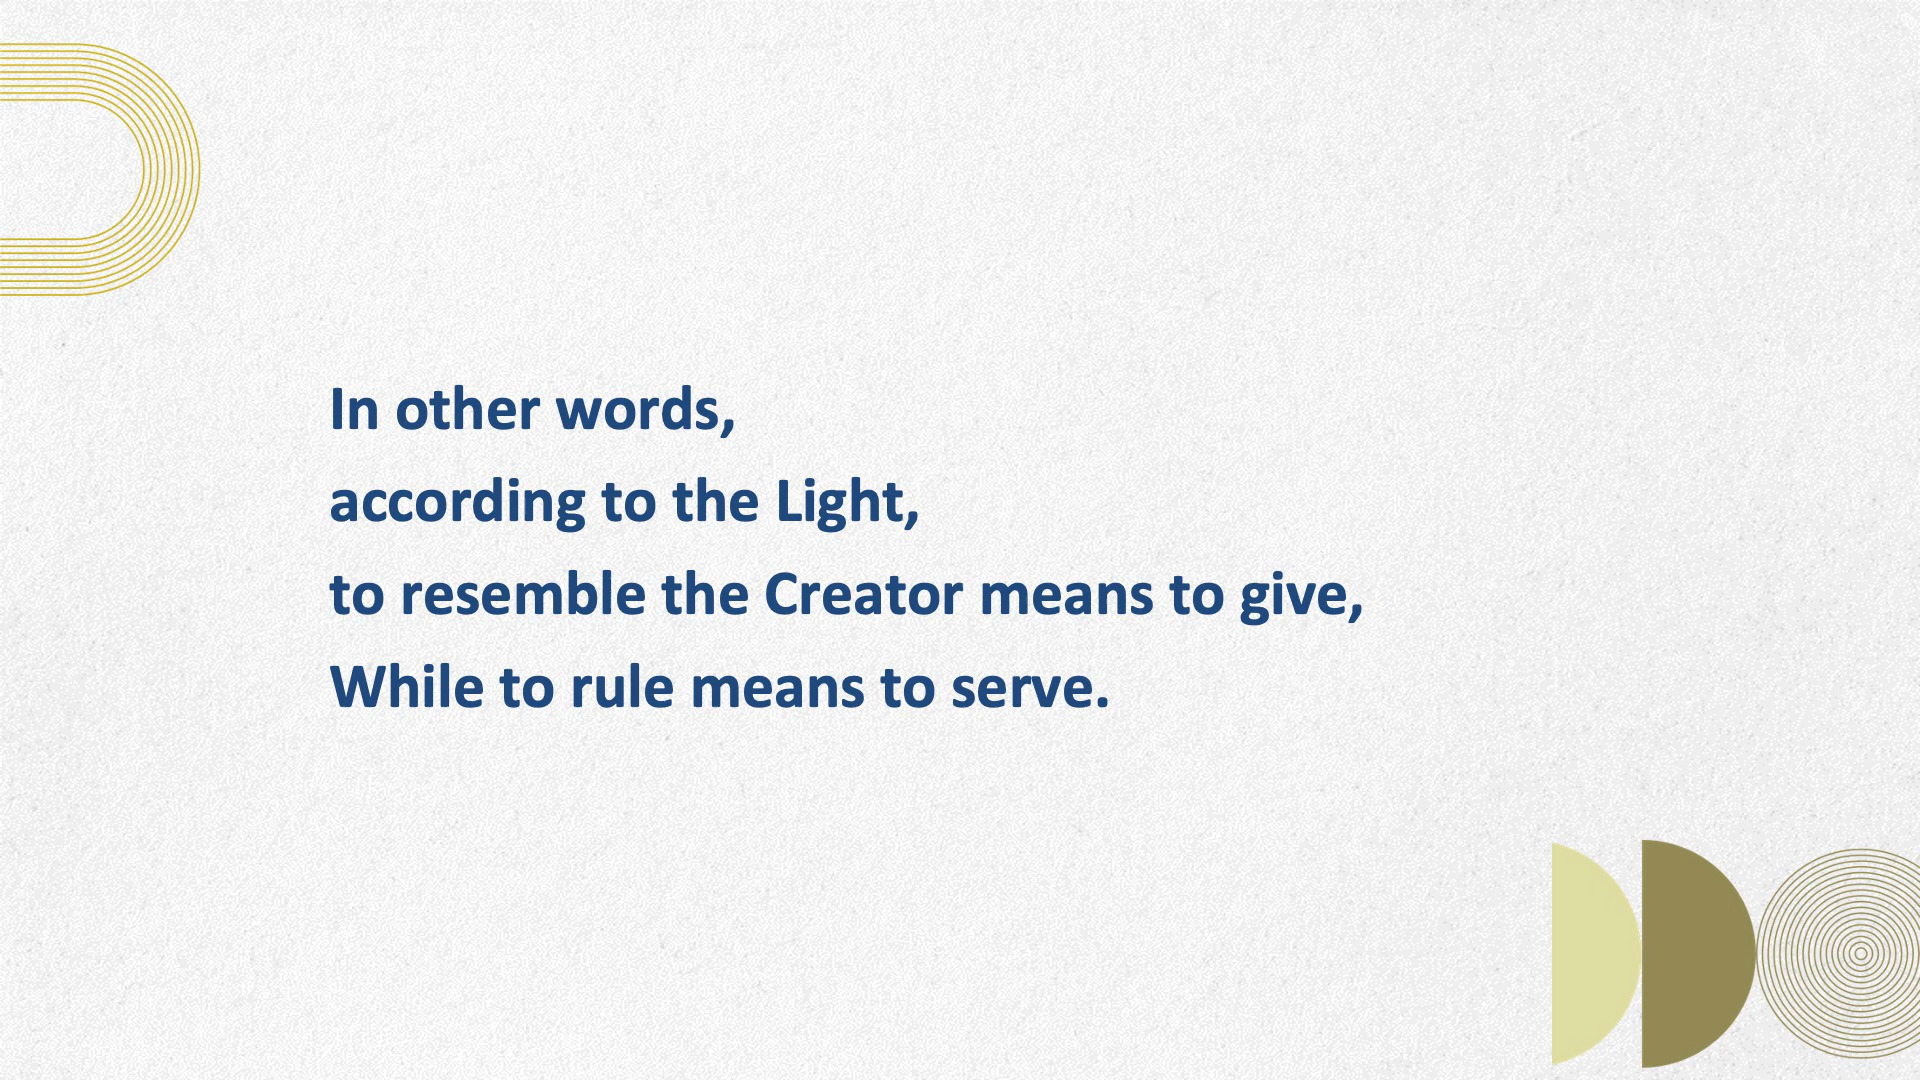 In other words,
according to the Light,
to resemble the Creator means to give,
While to rule means to serve.